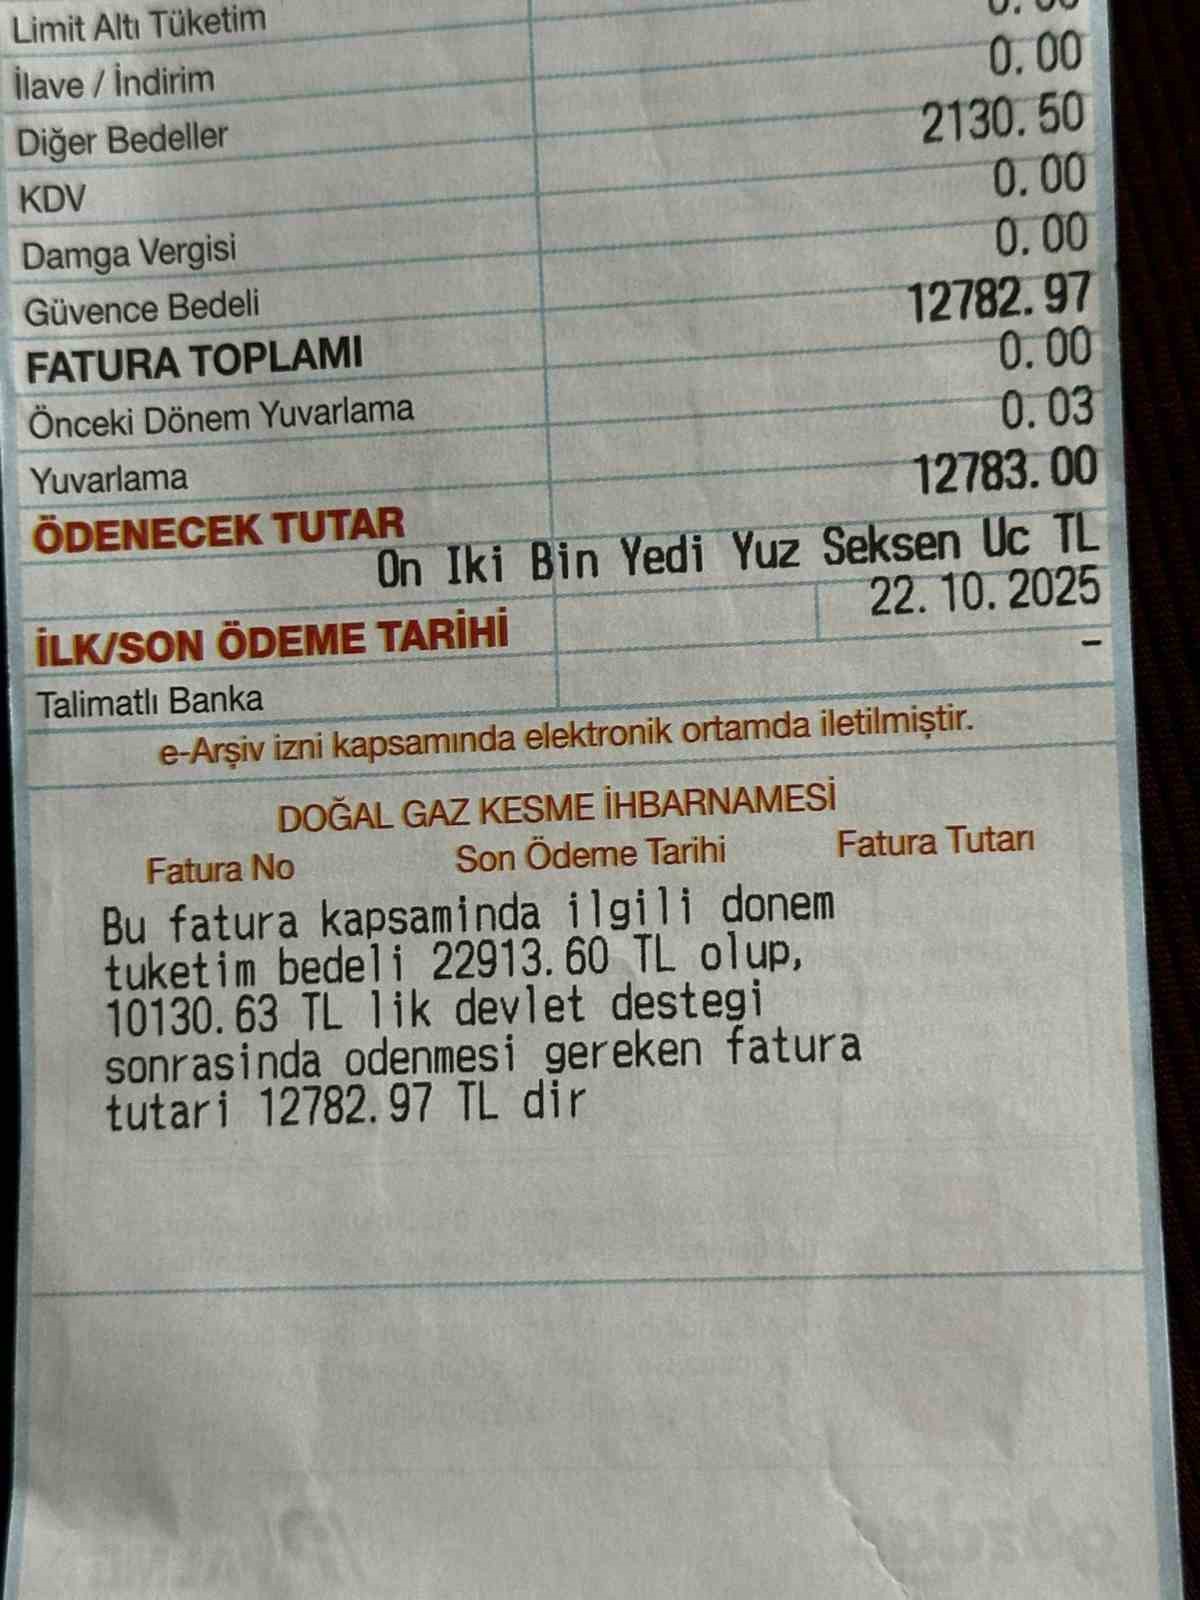 Limit Altı Tüketim
İlave / İndirim 0.00
Diğer Bedeller 2130.50
KDV 0.00
Damga Vergisi 0.00
Güvence Bedeli 12782.97
FATURA TOPLAMI 0.00
Önceki Dönem Yuvarlama 0.03
Yuvarlama 12783.00
ÖDENECEK TUTAR
On Iki Bin Yedi Yuz Seksen Uc TL
İLK/SON ÖDEME TARİHİ 22.10.2025
Talimatlı Banka -
e-Arşiv izni kapsamında elektronik ortamda iletilmiştir.
DOĞAL GAZ KESME İHBARNAMESİ
Fatura No Son Ödeme Tarihi Fatura Tutarı
Bu fatura kapsaminda ilgili donem
tuketim bedeli 22913.60 TL olup,
10130.63 TL lik devlet destegi
sonrasinda odenmesi gereken fatura
tutari 12782.97 TL dir